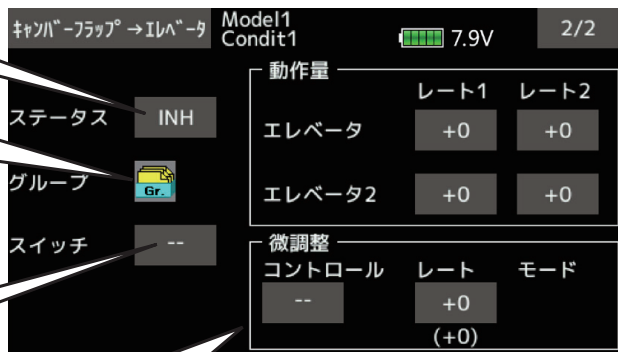 ｷｬﾝﾊﾞｰﾌﾗｯﾌﾟ→ｴﾚﾍﾞｰﾀ
Model1
Condit1
7.9V
2/2
ステータス INH
グループ Gr.
スイッチ --
動作量
レート1 レート2
エレベータ +0 +0
エレベータ2 +0 +0
微調整
コントロール レート モード
-- +0
(+0)